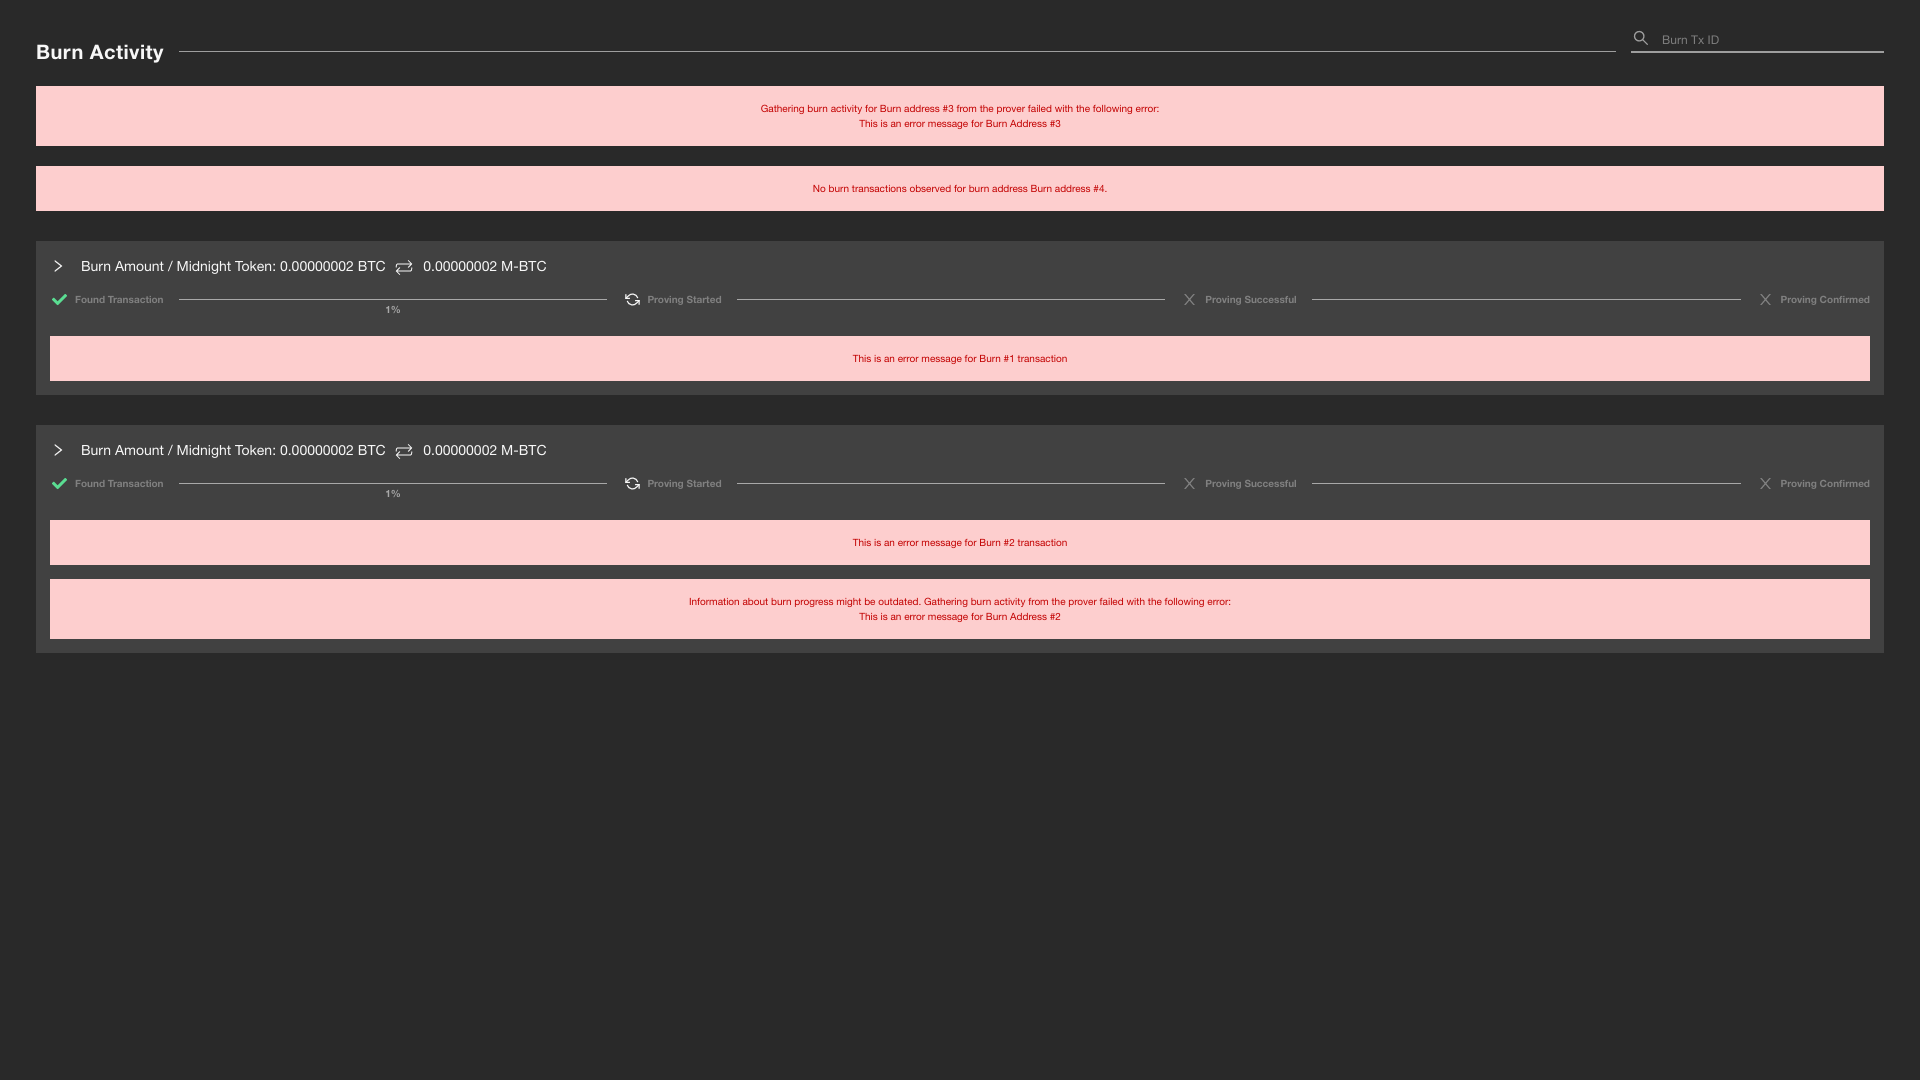 Burn Activity
Burn Tx ID
Gathering burn activity for Burn address #3 from the prover failed with the following error:
This is an error message for Burn Address #3
No burn transactions observed for burn address Burn address #4.
Burn Amount / Midnight Token: 0.00000002 BTC 0.00000002 M-BTC
Found Transaction Proving Started Proving Successful Proving Confirmed
1%
This is an error message for Burn #1 transaction
Burn Amount / Midnight Token: 0.00000002 BTC 0.00000002 M-BTC
Found Transaction Proving Started Proving Successful Proving Confirmed
1%
This is an error message for Burn #2 transaction
Information about burn progress might be outdated. Gathering burn activity from the prover failed with the following error:
This is an error message for Burn Address #2